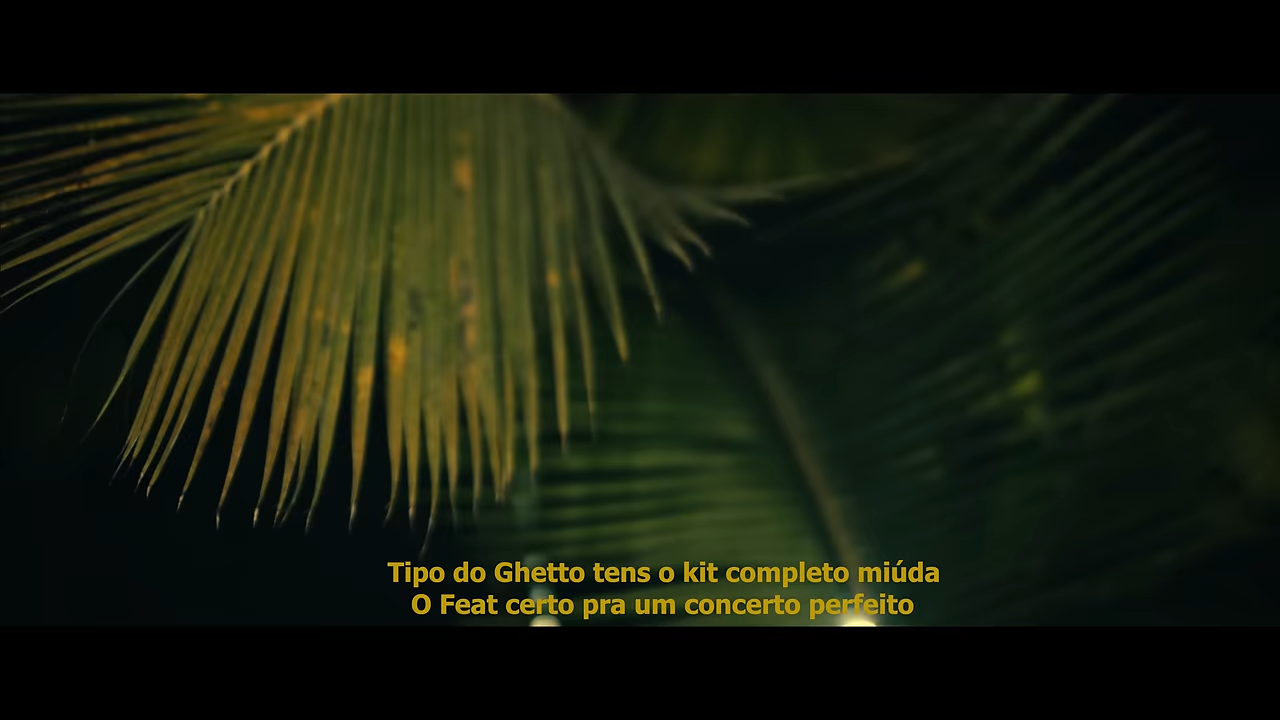 Tipo do Ghetto tens o kit completo miúda
O Feat certo pra um concerto perfeito